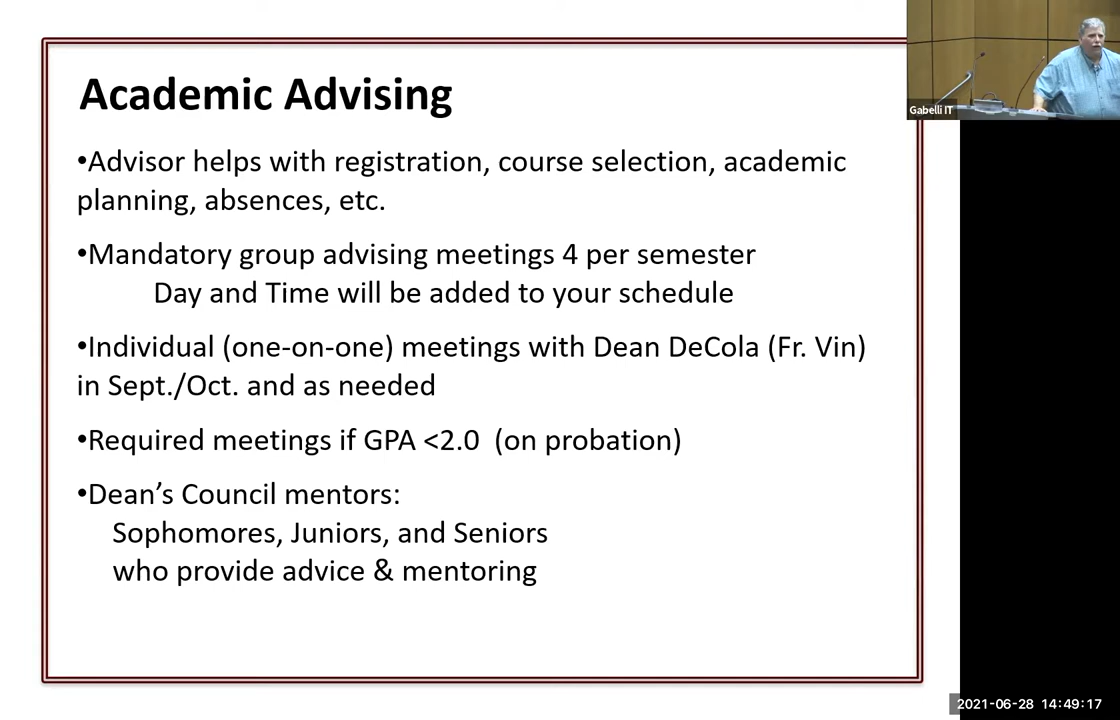 Academic Advising
•Advisor helps with registration, course selection, academic
planning, absences, etc.
•Mandatory group advising meetings 4 per semester
Day and Time will be added to your schedule
•Individual (one-on-one) meetings with Dean DeCola (Fr. Vin)
in Sept./Oct. and as needed
•Required meetings if GPA <2.0 (on probation)
•Dean’s Council mentors:
Sophomores, Juniors, and Seniors
who provide advice & mentoring
Gabelli IT
2021-06-28 14:49:17